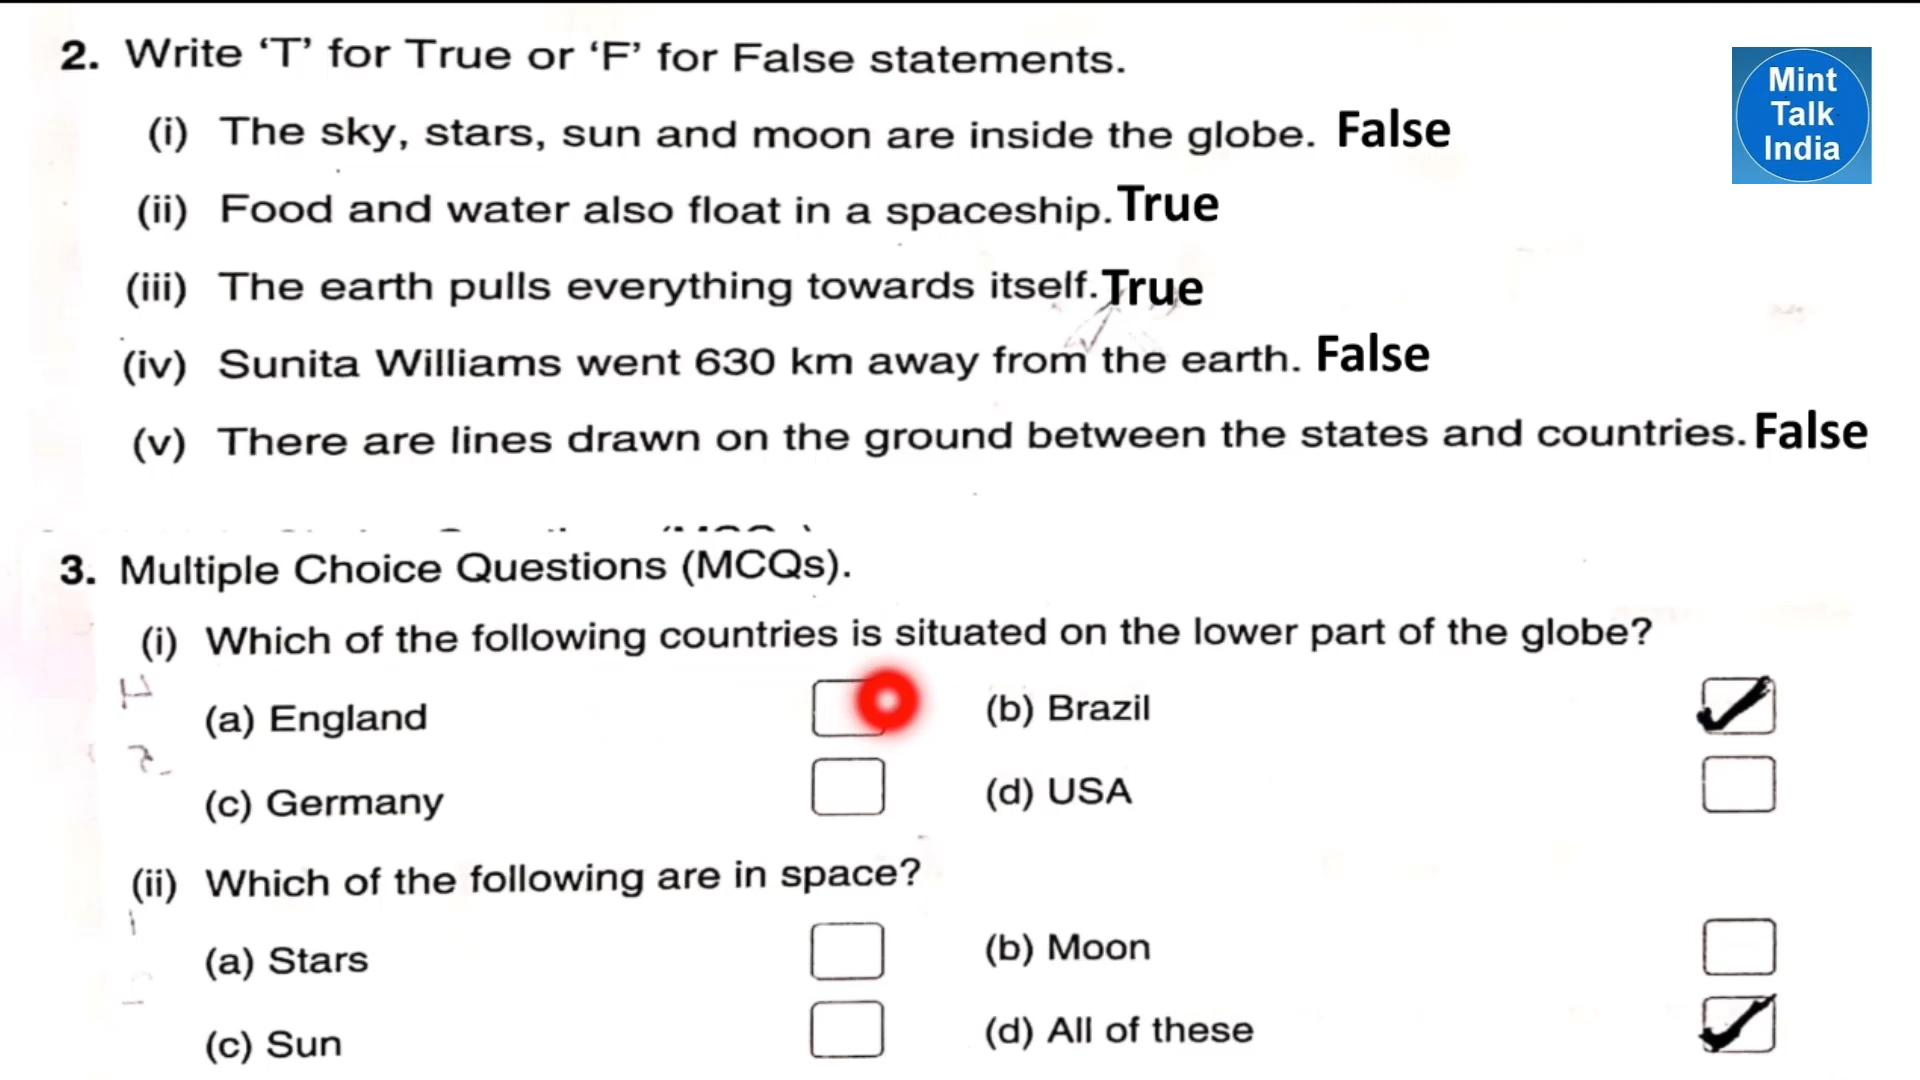 2. Write ‘T’ for True or ‘F’ for False statements.
Mint
Talk
India
(i) The sky, stars, sun and moon are inside the globe. False
(ii) Food and water also float in a spaceship. True
(iii) The earth pulls everything towards itself. True
(iv) Sunita Williams went 630 km away from the earth. False
(v) There are lines drawn on the ground between the states and countries. False
3. Multiple Choice Questions (MCQs).
(i) Which of the following countries is situated on the lower part of the globe?
(a) England (b) Brazil
(c) Germany (d) USA
(ii) Which of the following are in space?
(a) Stars (b) Moon
(c) Sun (d) All of these